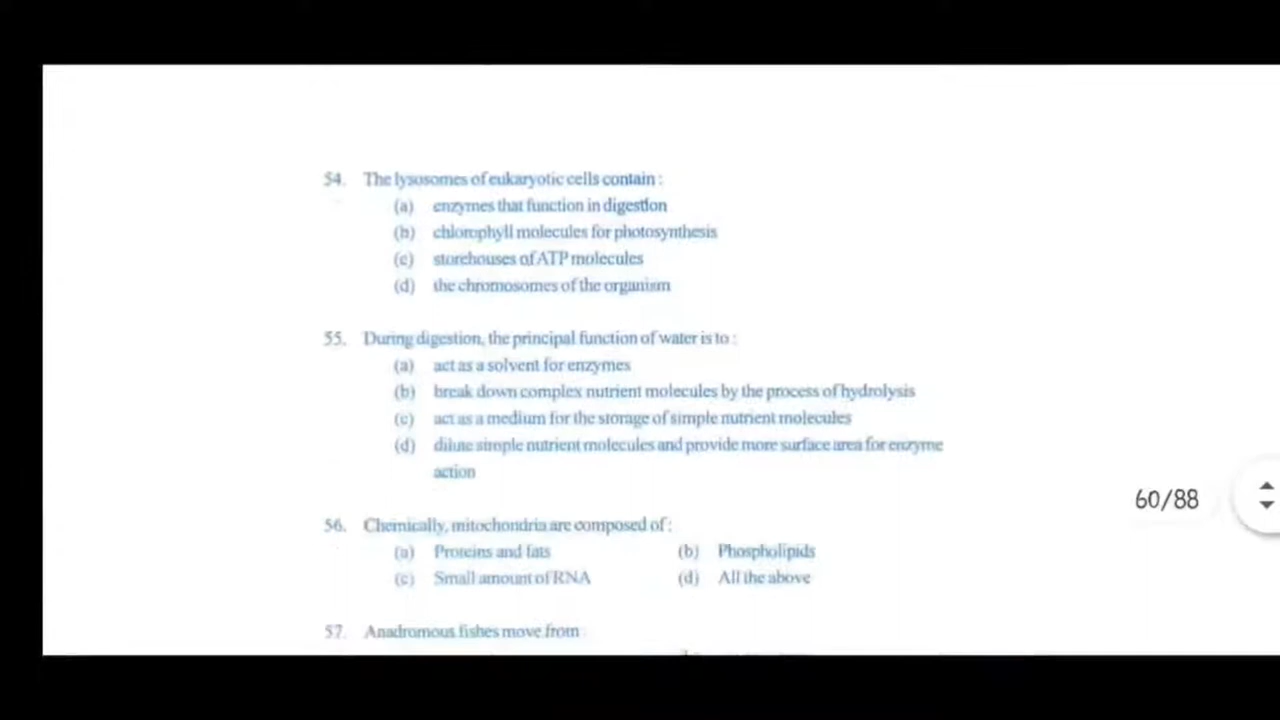 54. The lysosomes of eukaryotic cells contain :
(a) enzymes that function in digestion
(b) chlorophyll molecules for photosynthesis
(c) storehouses of ATP molecules
(d) the chromosomes of the organism
55. During digestion, the principal function of water is to :
(a) act as a solvent for enzymes
(b) break down complex nutrient molecules by the process of hydrolysis
(c) act as a medium for the storage of simple nutrient molecules
(d) dilute simple nutrient molecules and provide more surface area for enzyme
action
60/88
56. Chemically, mitochondria are composed of :
(a) Proteins and fats (b) Phospholipids
(c) Small amount of RNA (d) All the above
57. Anadromous fishes move from :